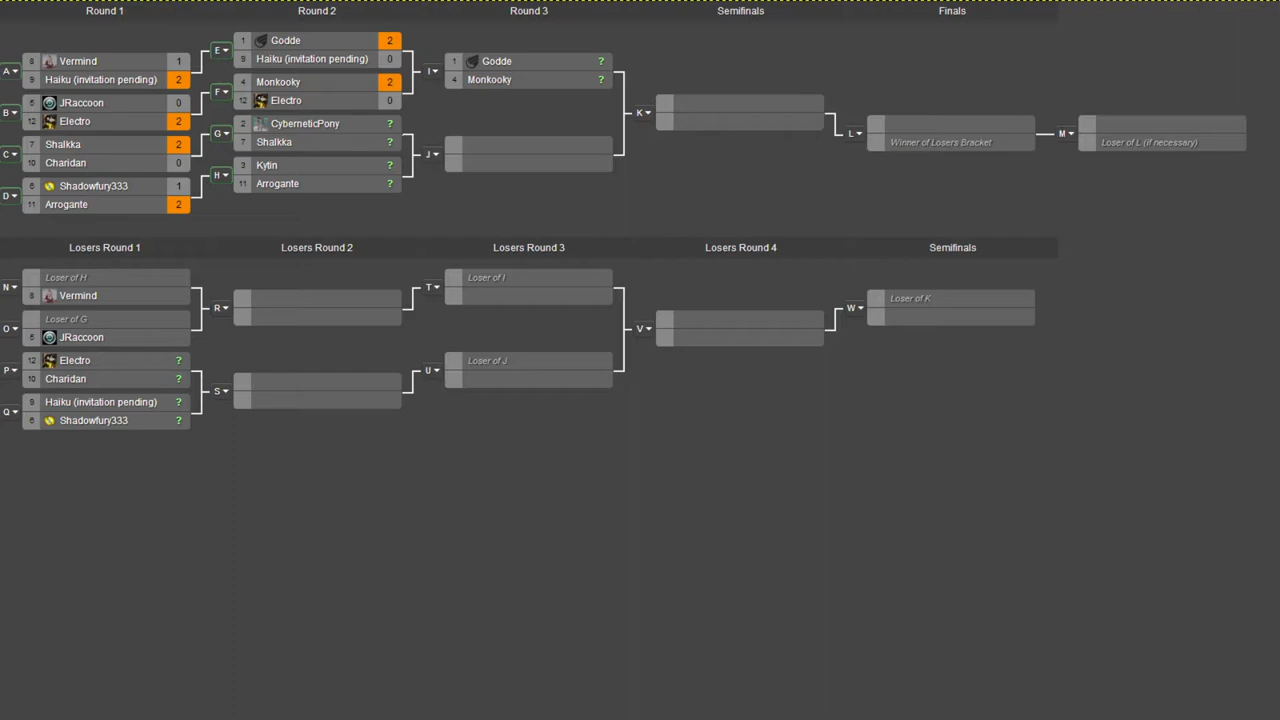 Round 1
Round 2
Round 3
Semifinals
Finals
A
8 Vermind 1
9 Haiku (invitation pending) 2
B
5 JRaccoon 0
12 Electro 2
C
7 Shalkka 2
10 Charidan 0
D
6 Shadowfury333 1
11 Arrogante 2
E
1 Godde 2
9 Haiku (invitation pending) 0
F
4 Monkooky 2
12 Electro 0
G
2 CyberneticPony ?
7 Shalkka ?
H
3 Kytin ?
11 Arrogante ?
I
1 Godde ?
4 Monkooky ?
J
K
L
Winner of Losers Bracket
M
Loser of L (if necessary)
Losers Round 1
Losers Round 2
Losers Round 3
Losers Round 4
Semifinals
N
Loser of H
8 Vermind
O
Loser of G
5 JRaccoon
P
12 Electro ?
10 Charidan ?
Q
9 Haiku (invitation pending) ?
6 Shadowfury333 ?
R
S
T
Loser of I
U
Loser of J
V
W
Loser of K